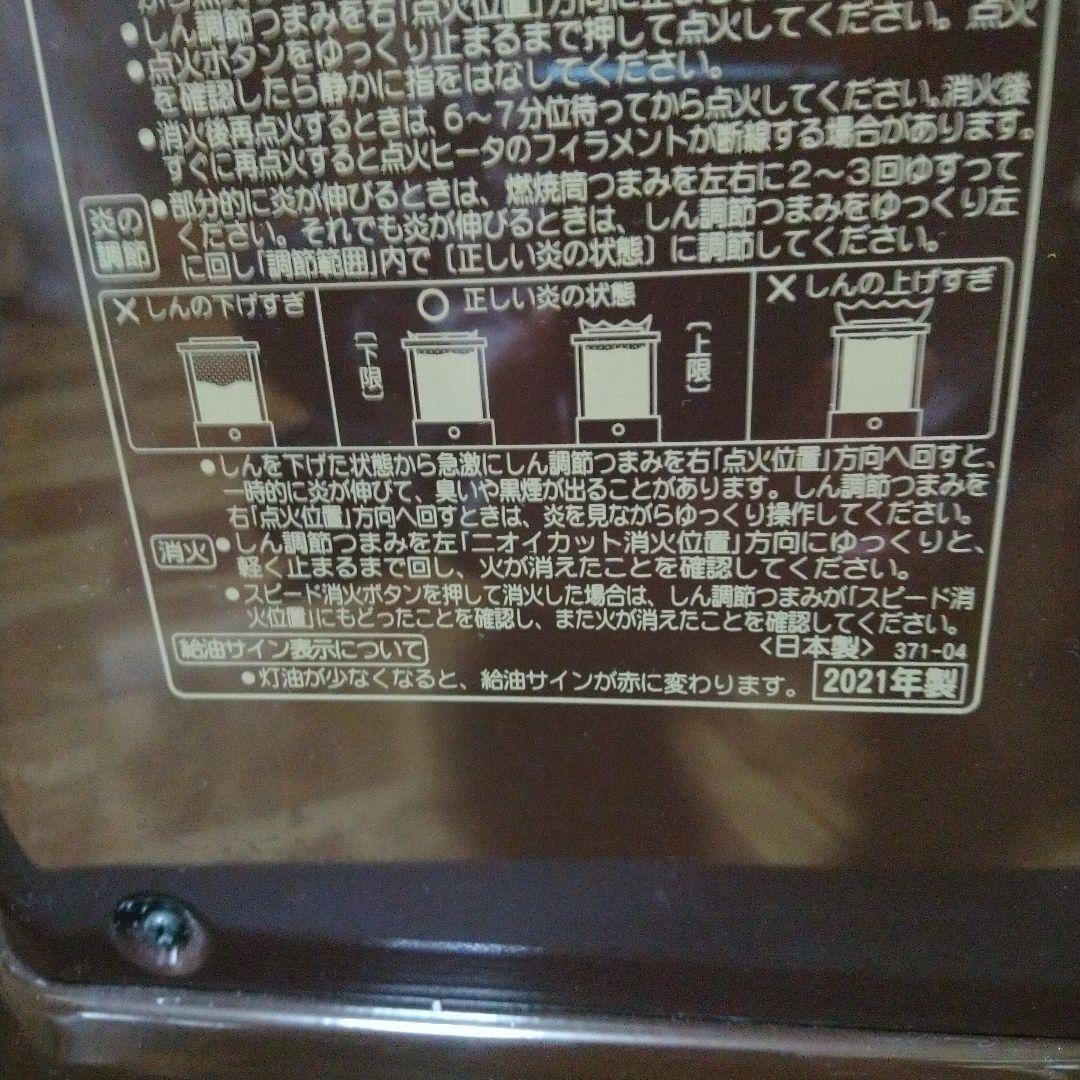 しん調節つまみを右「点火位置」方向に止まる
●点火ボタンをゆっくり止まるまで押して点火してください。点火
を確認したら静かに指をはなしてください。
●消火後再点火するときは、6〜7分位待ってから点火してください。消火後
すぐに再点火すると点火ヒータのフィラメントが断線する場合があります。
炎の調節
●部分的に炎が伸びるときは、燃焼筒つまみを左右に2〜3回ゆすって
ください。それでも炎が伸びるときは、しん調節つまみをゆっくり左
に回し「調節範囲」内で〔正しい炎の状態〕に調節してください。
×しんの下げすぎ
○ 正しい炎の状態
×しんの上げすぎ
〔下限〕
〔上限〕
●しんを下げた状態から急激にしん調節つまみを右「点火位置」方向へ回すと、
一時的に炎が伸びて、臭いや黒煙が出ることがあります。しん調節つまみを
右「点火位置」方向へ回すときは、炎を見ながらゆっくり操作してください。
消火
●しん調節つまみを左「ニオイカット消火位置」方向にゆっくりと、
軽く止まるまで回し、火が消えたことを確認してください。
●スピード消火ボタンを押して消火した場合は、しん調節つまみが「スピード消
火位置」にもどったことを確認し、また火が消えたことを確認してください。
給油サイン表示について
<日本製> 371-04
●灯油が少なくなると、給油サインが赤に変わります。
2021年製